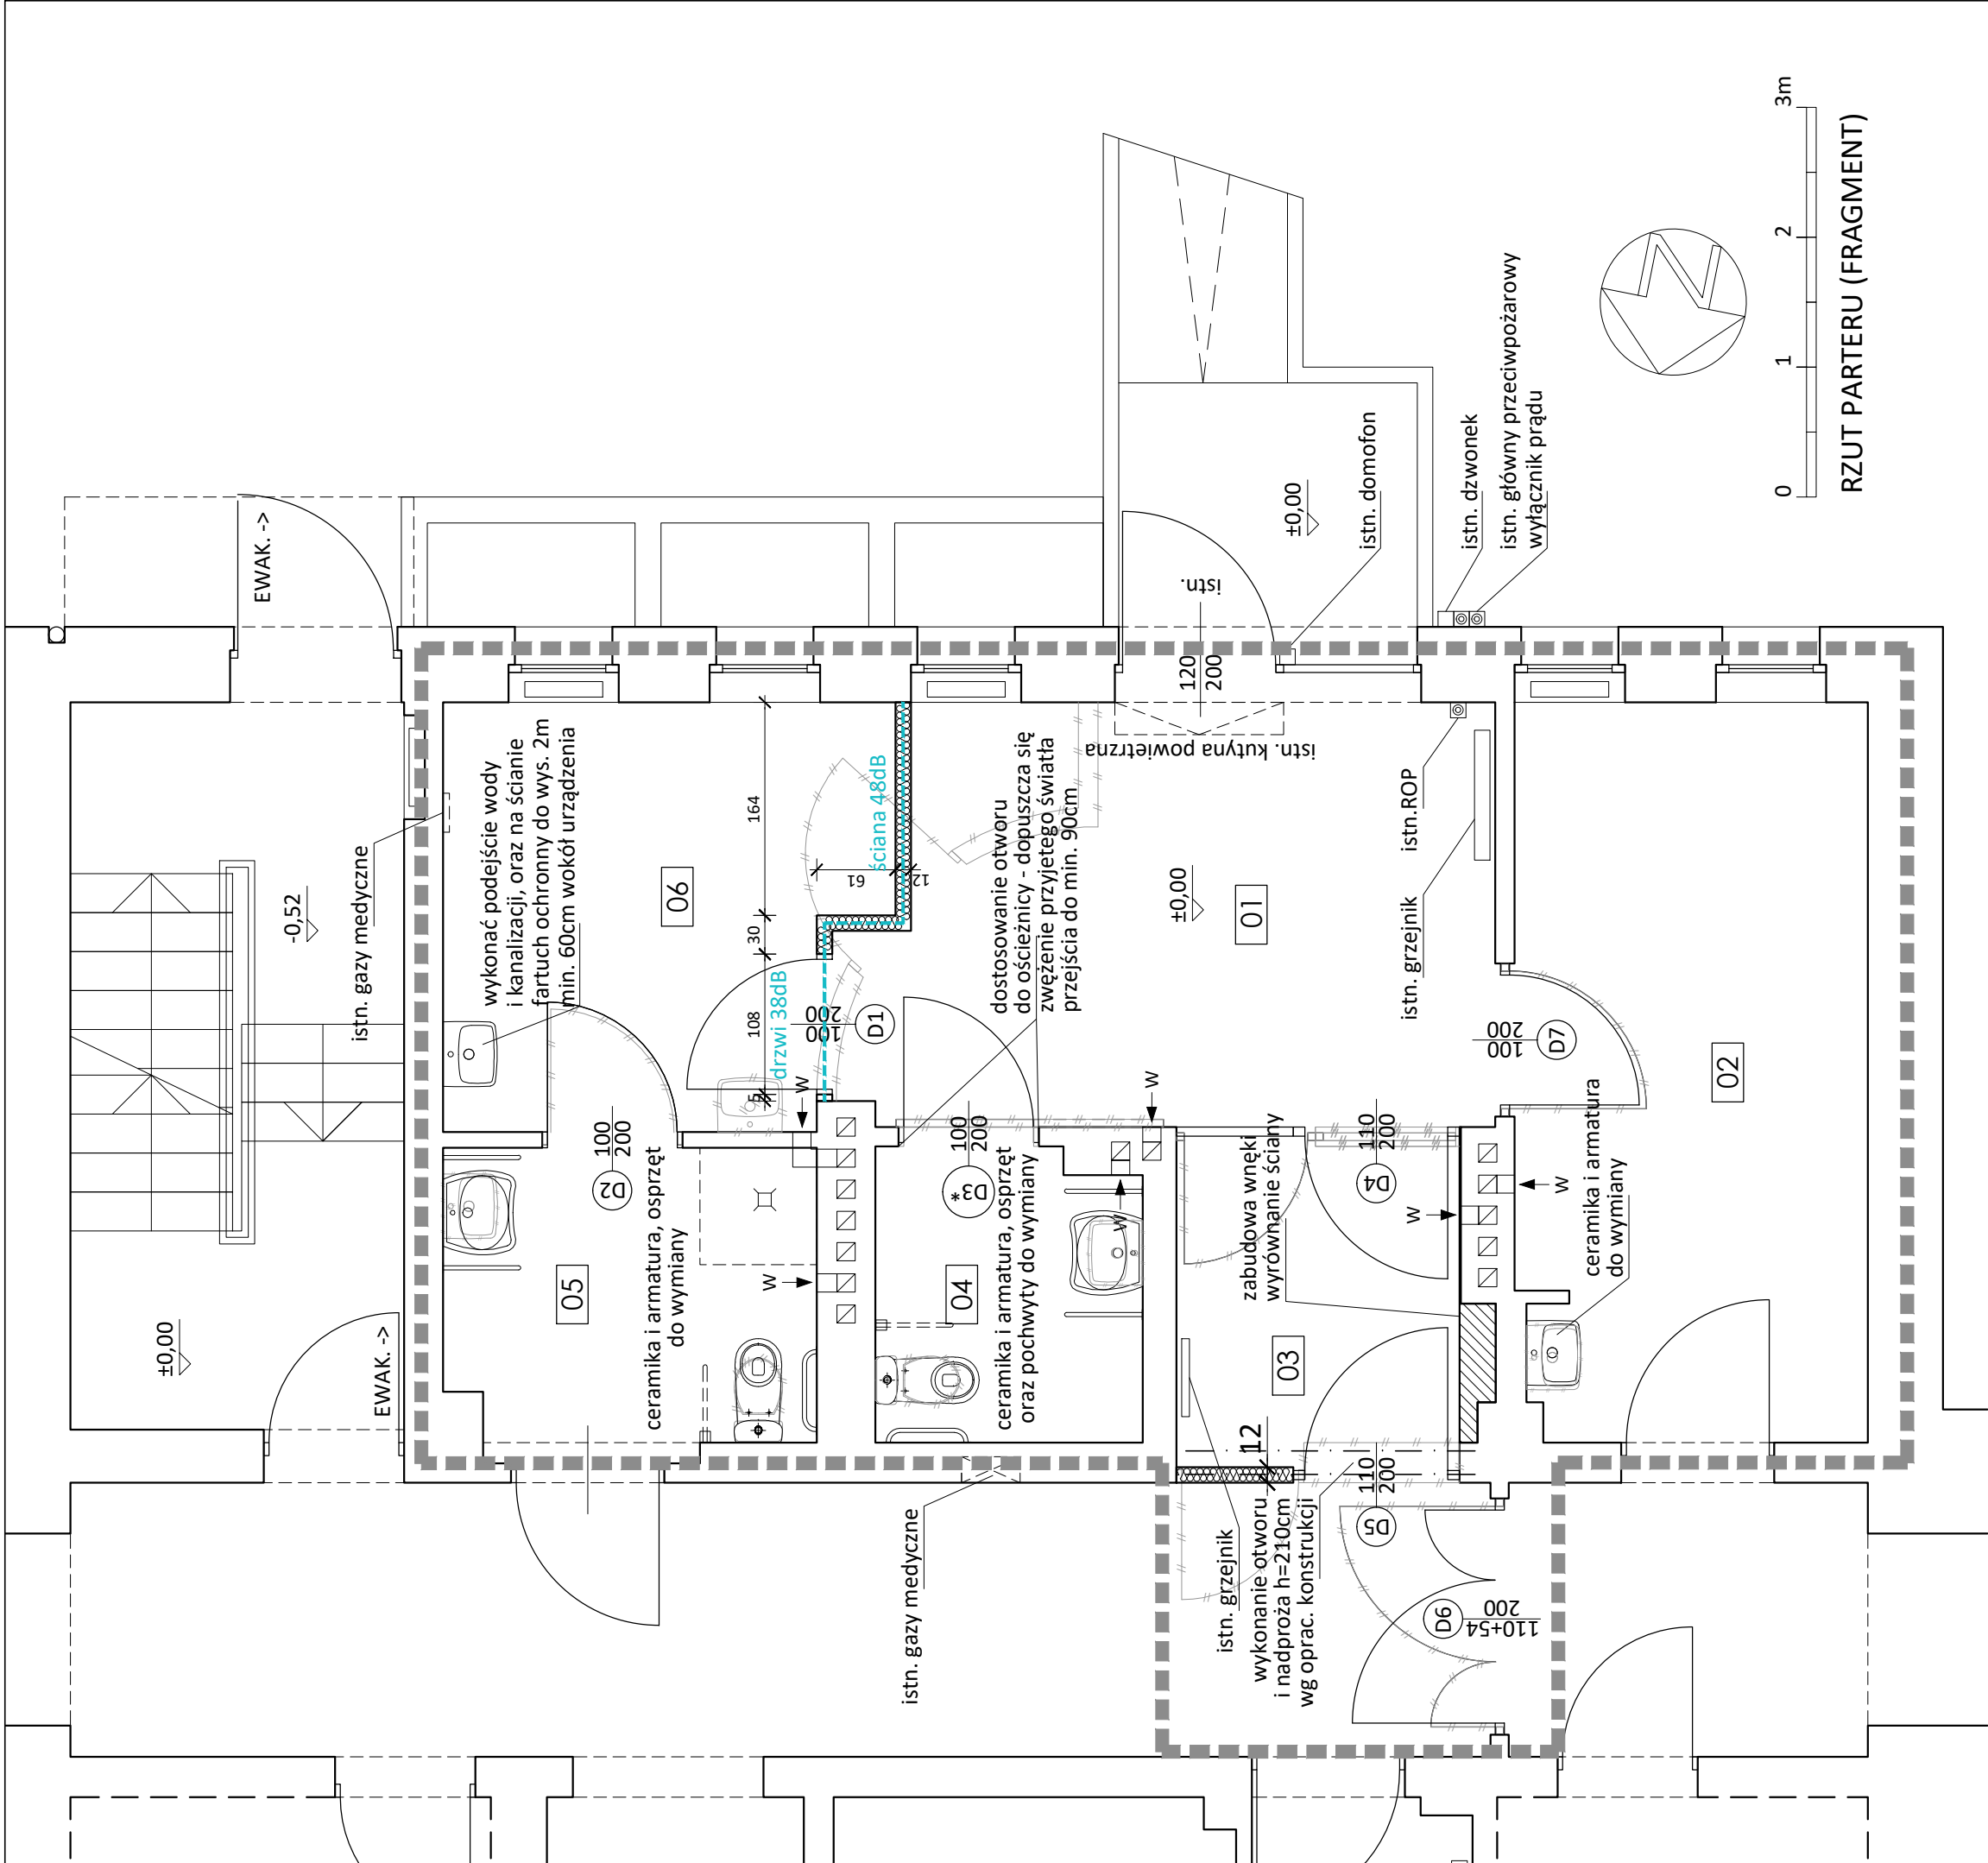 EWAK. ->
-0,52
istn. gazy medyczne
±0,00
EWAK. ->
wykonać podejście wody
i kanalizacji, oraz na ścianie
fartuch ochronny do wys. 2m
min. 60cm wokół urządzenia
06
164
30
108
5
61
12
ściana 48dB
drzwi 38dB
100
200
D1
W
100
200
D2
05
ceramika i armatura, osprzęt
do wymiany
W
dostosowanie otworu
do ościeżnicy - dopuszcza się
zwężenie przyjętego światła
przejścia do min. 90cm
100
200
D3*
04
ceramika i armatura, osprzęt
oraz pochwyty do wymiany
W
W
istn. gazy medyczne
120
200
istn.
istn. kutyna powietrzna
±0,00
01
±0,00
istn. domofon
istn. dzwonek
istn. główny przeciwpożarowy
wyłącznik prądu
istn.ROP
istn. grzejnik
100
200
D7
02
ceramika i armatura
do wymiany
W
W
110
200
D4
zabudowa wnęki
wyrównanie ściany
03
12
istn. grzejnik
wykonanie otworu
i nadproża h=210cm
wg oprac. konstrukcji
110
200
D5
D6
110+54
200
N
0
1
2
3m
RZUT PARTERU (FRAGMENT)